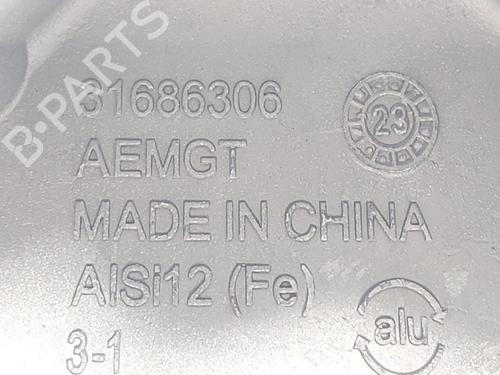 31686306
23
AEMGT
MADE IN CHINA
AlSi12 (Fe)
alu
3-1
B-PARTS